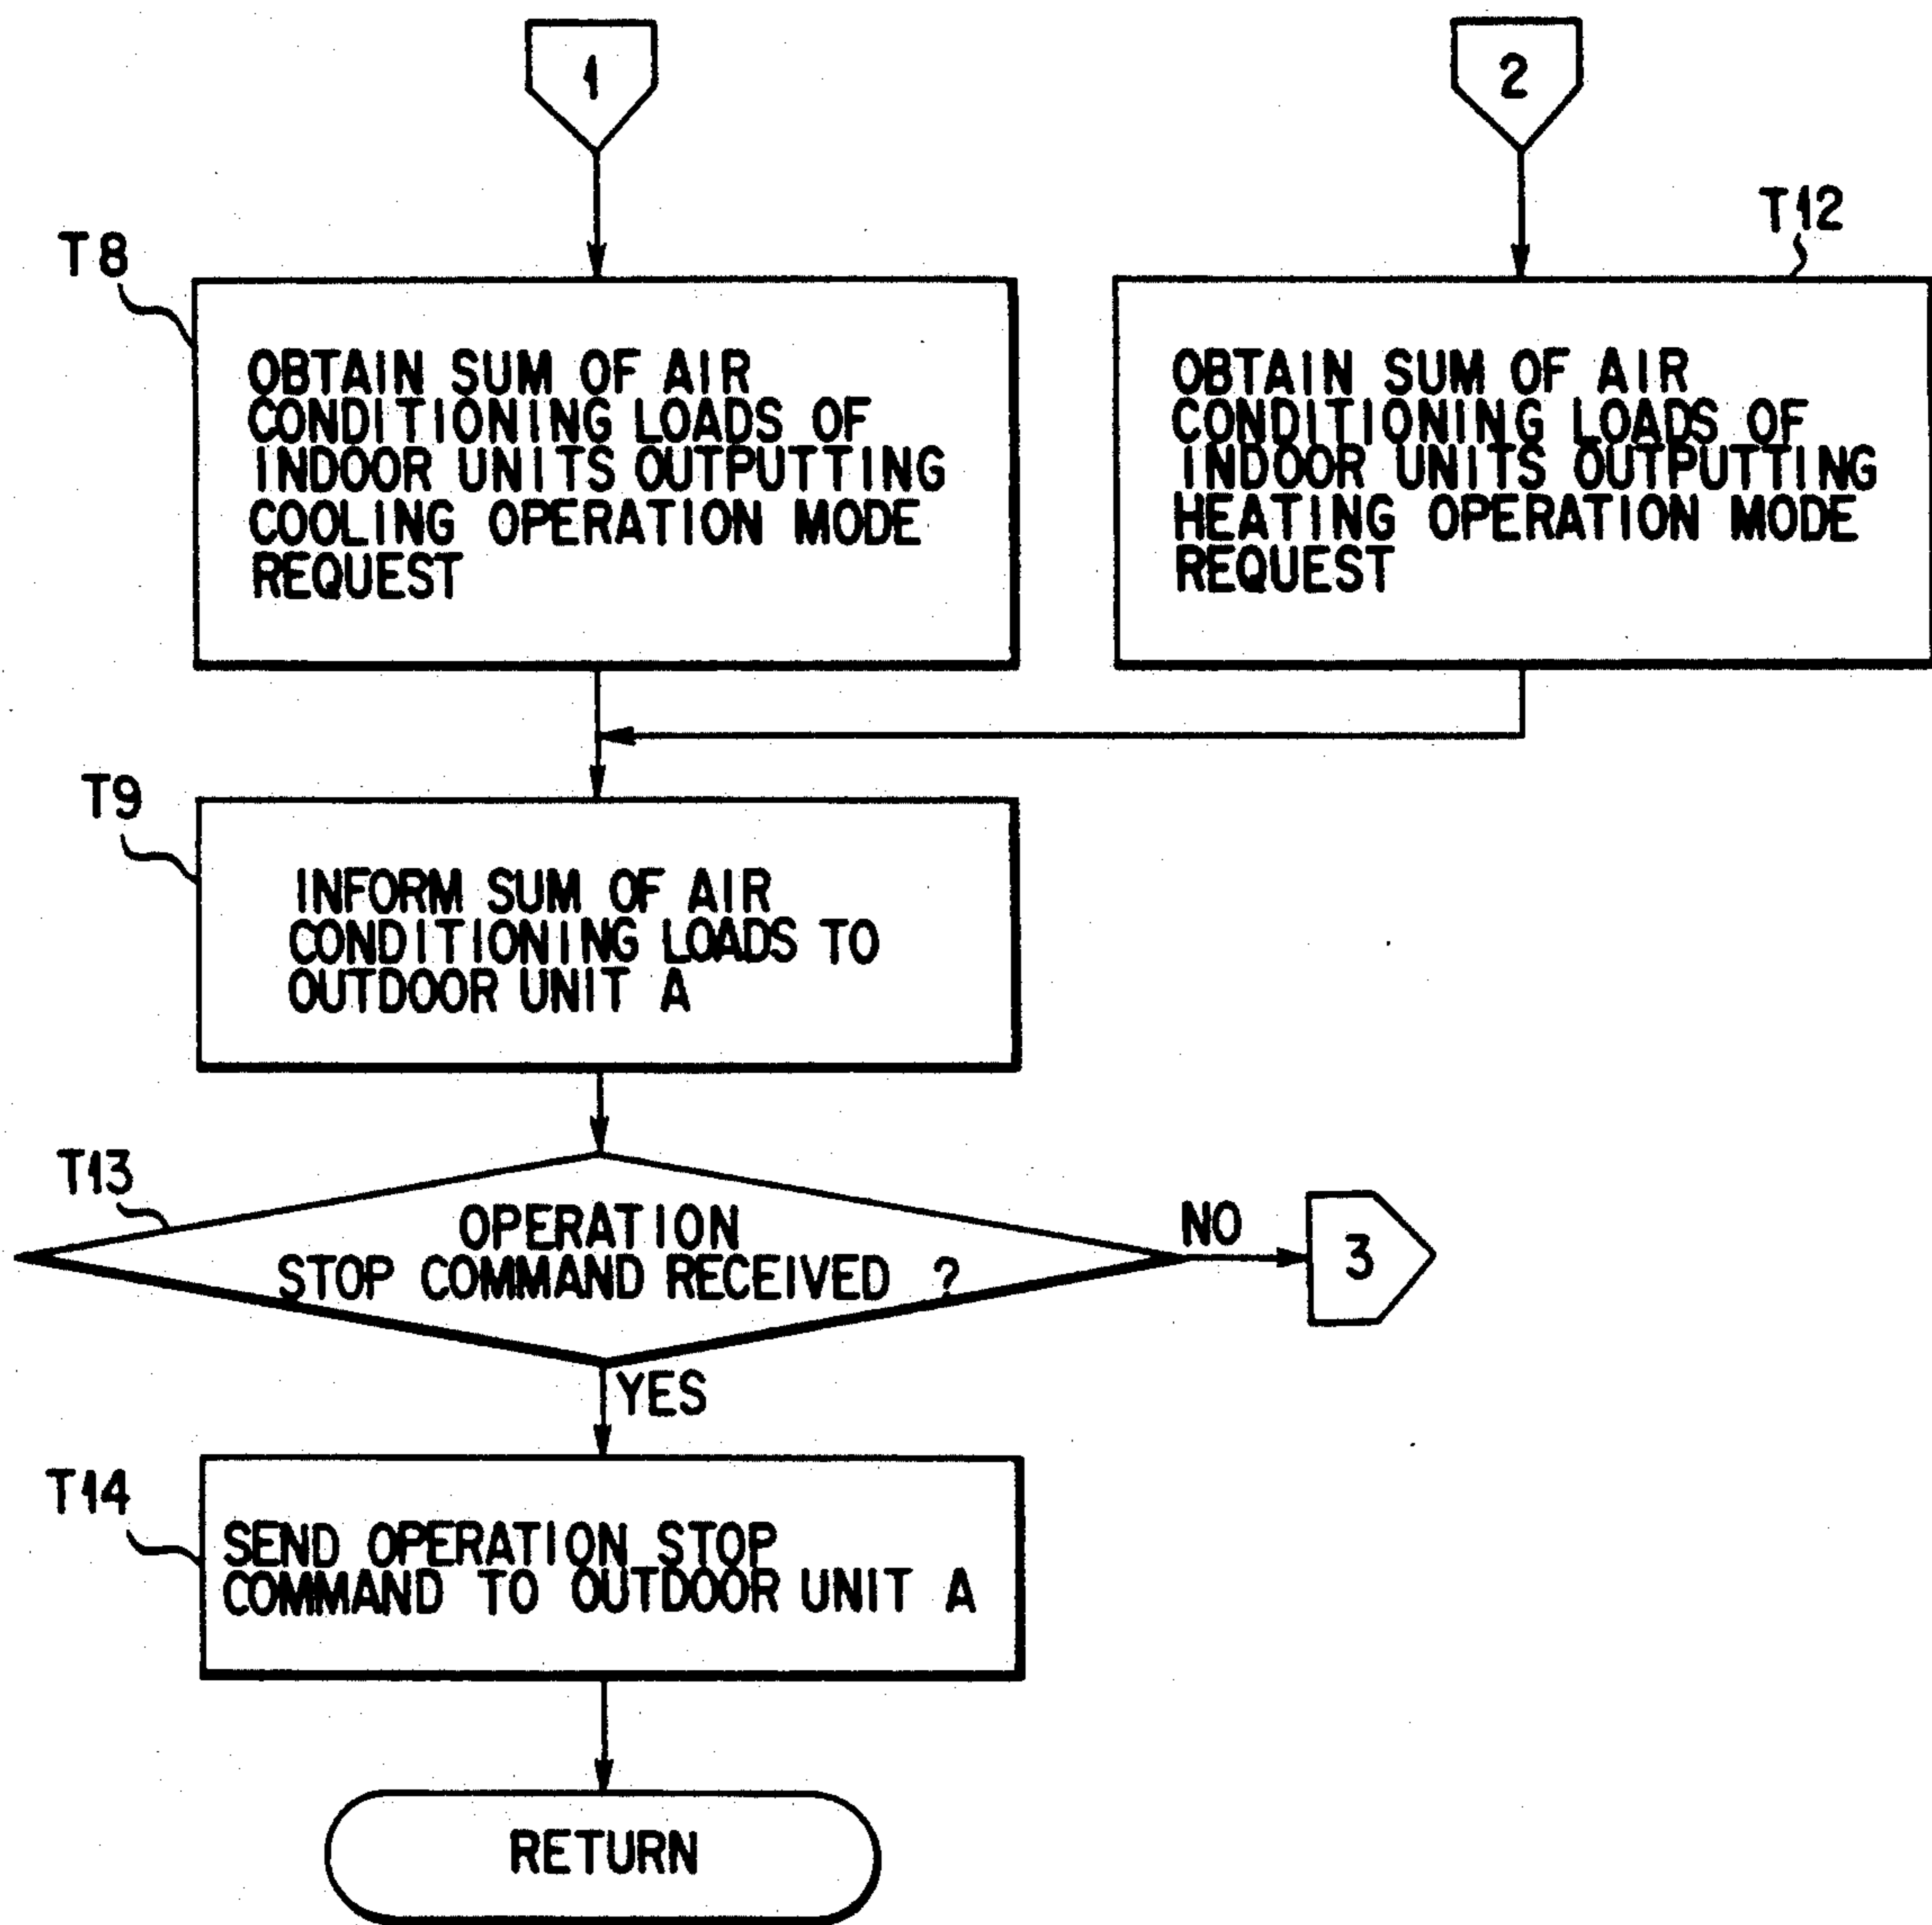 1
2
T8
T12
OBTAIN SUM OF AIR
CONDITIONING LOADS OF
INDOOR UNITS OUTPUTTING
COOLING OPERATION MODE
REQUEST
OBTAIN SUM OF AIR
CONDITIONING LOADS OF
INDOOR UNITS OUTPUTTING
HEATING OPERATION MODE
REQUEST
T9
INFORM SUM OF AIR
CONDITIONING LOADS TO
OUTDOOR UNIT A
T13
OPERATION
STOP COMMAND RECEIVED ?
NO
3
YES
T14
SEND OPERATION STOP
COMMAND TO OUTDOOR UNIT A
RETURN